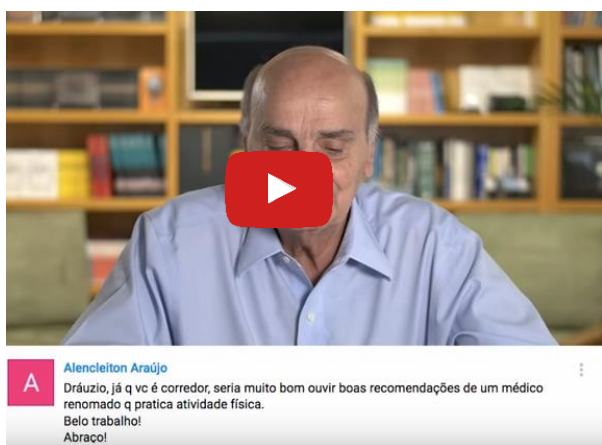 A
Alencleiton Araújo
Dráuzio, já q vc é corredor, seria muito bom ouvir boas recomendações de um médico
renomado q pratica atividade física.
Belo trabalho!
Abraço!